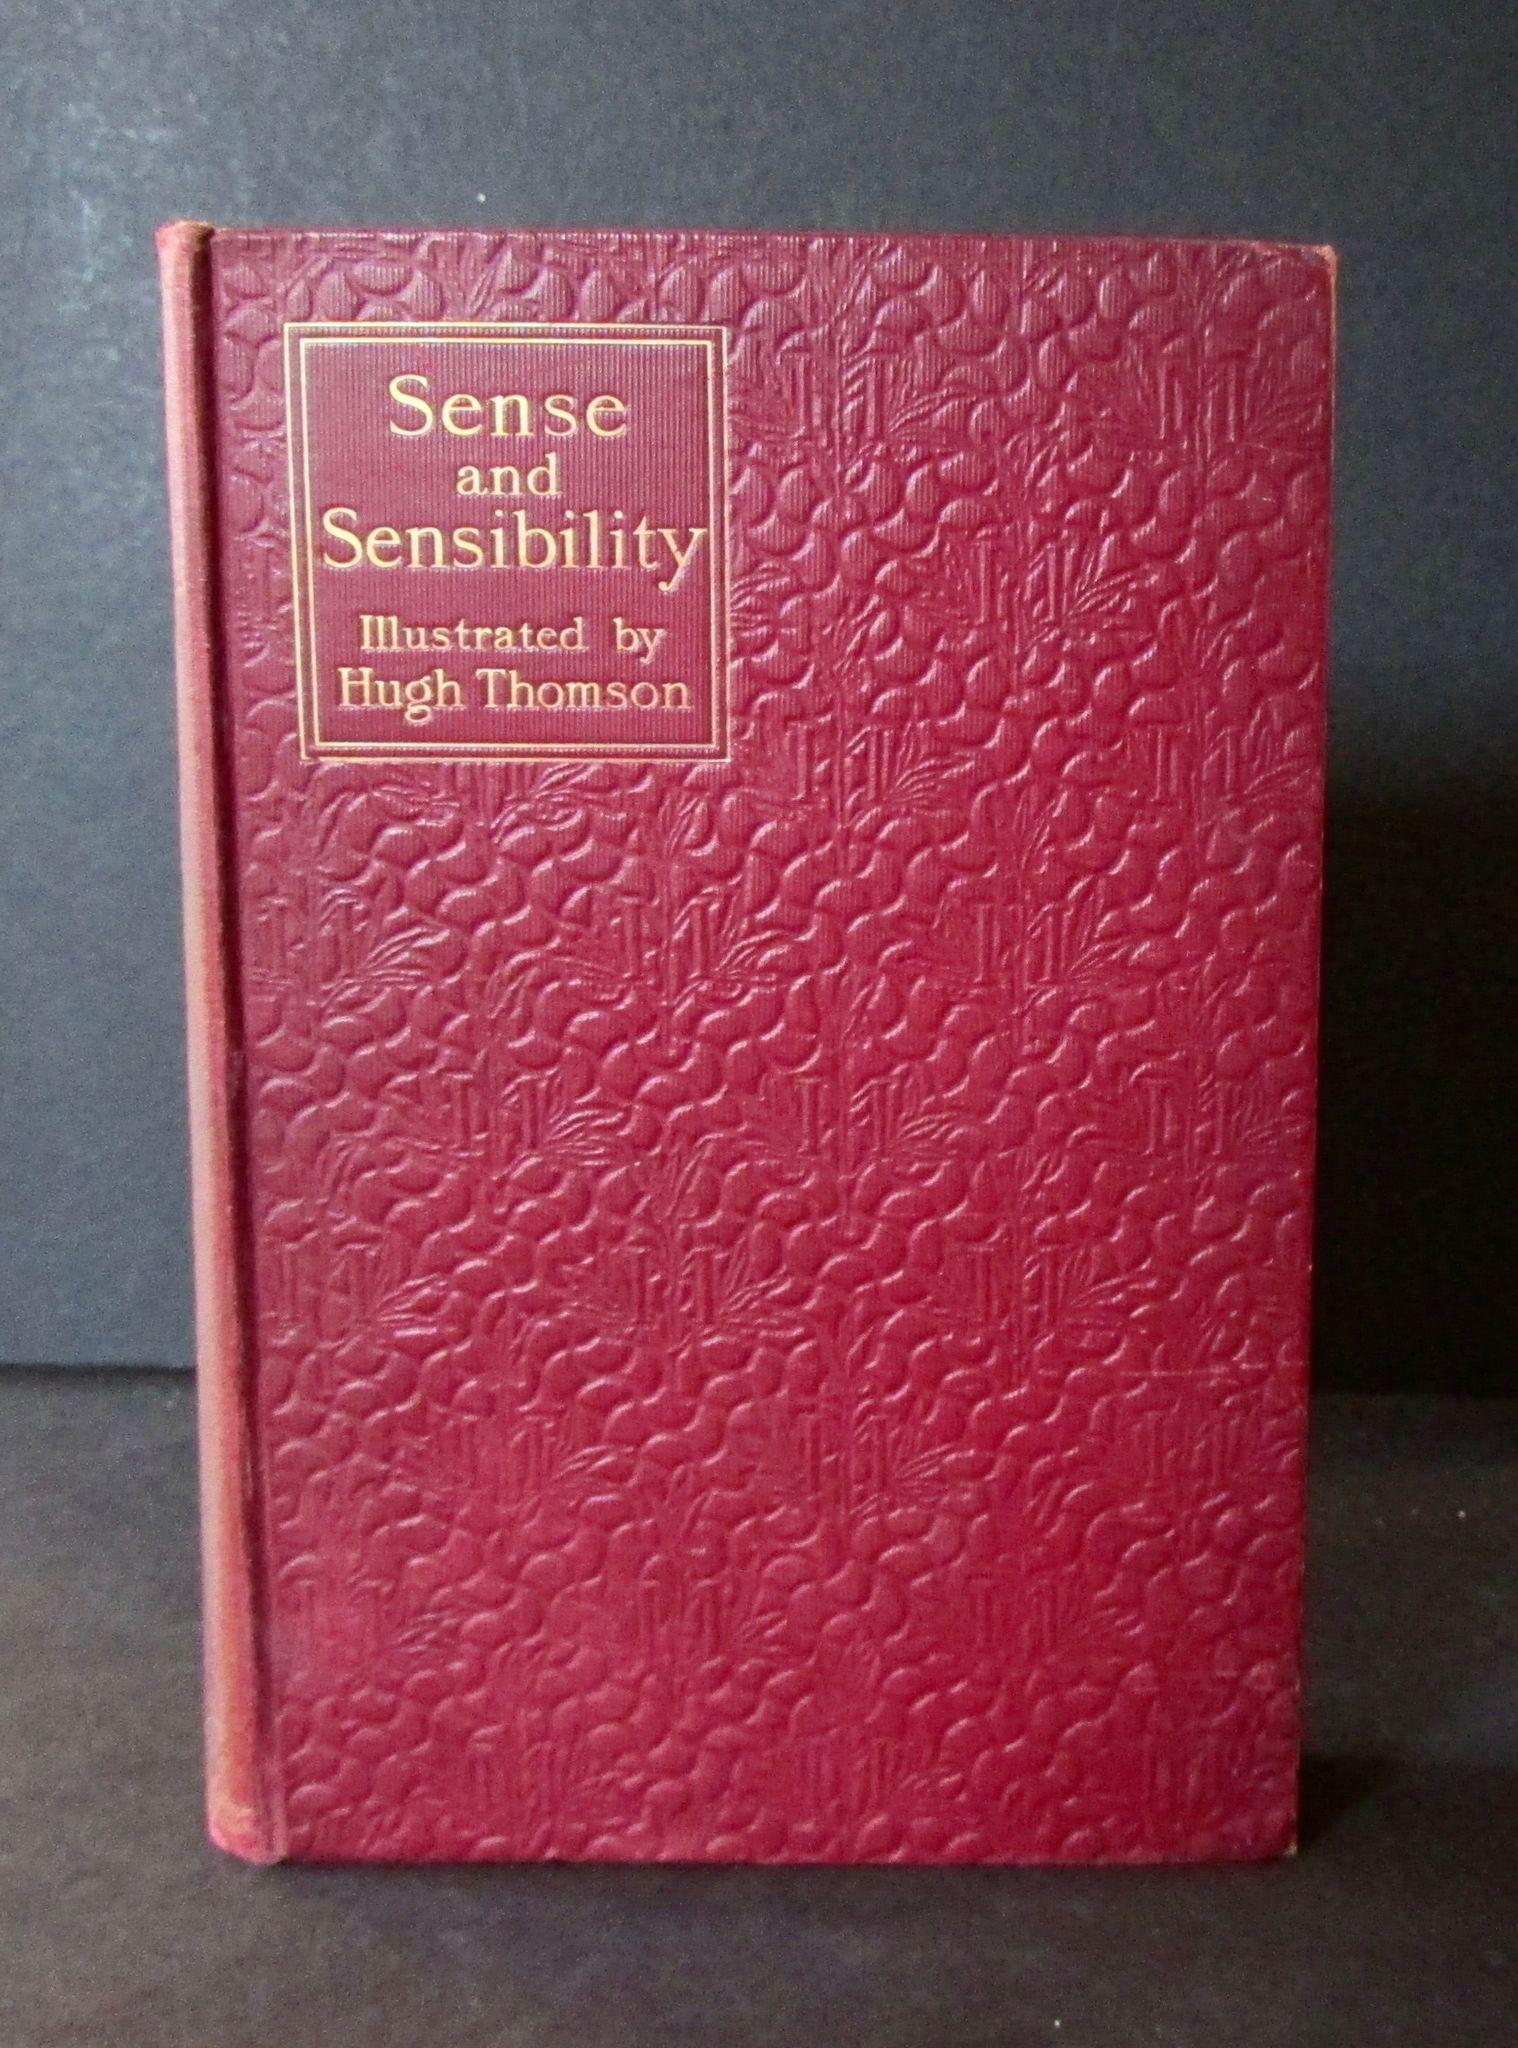 Sense
and
Sensibility
Illustrated by
Hugh Thomson